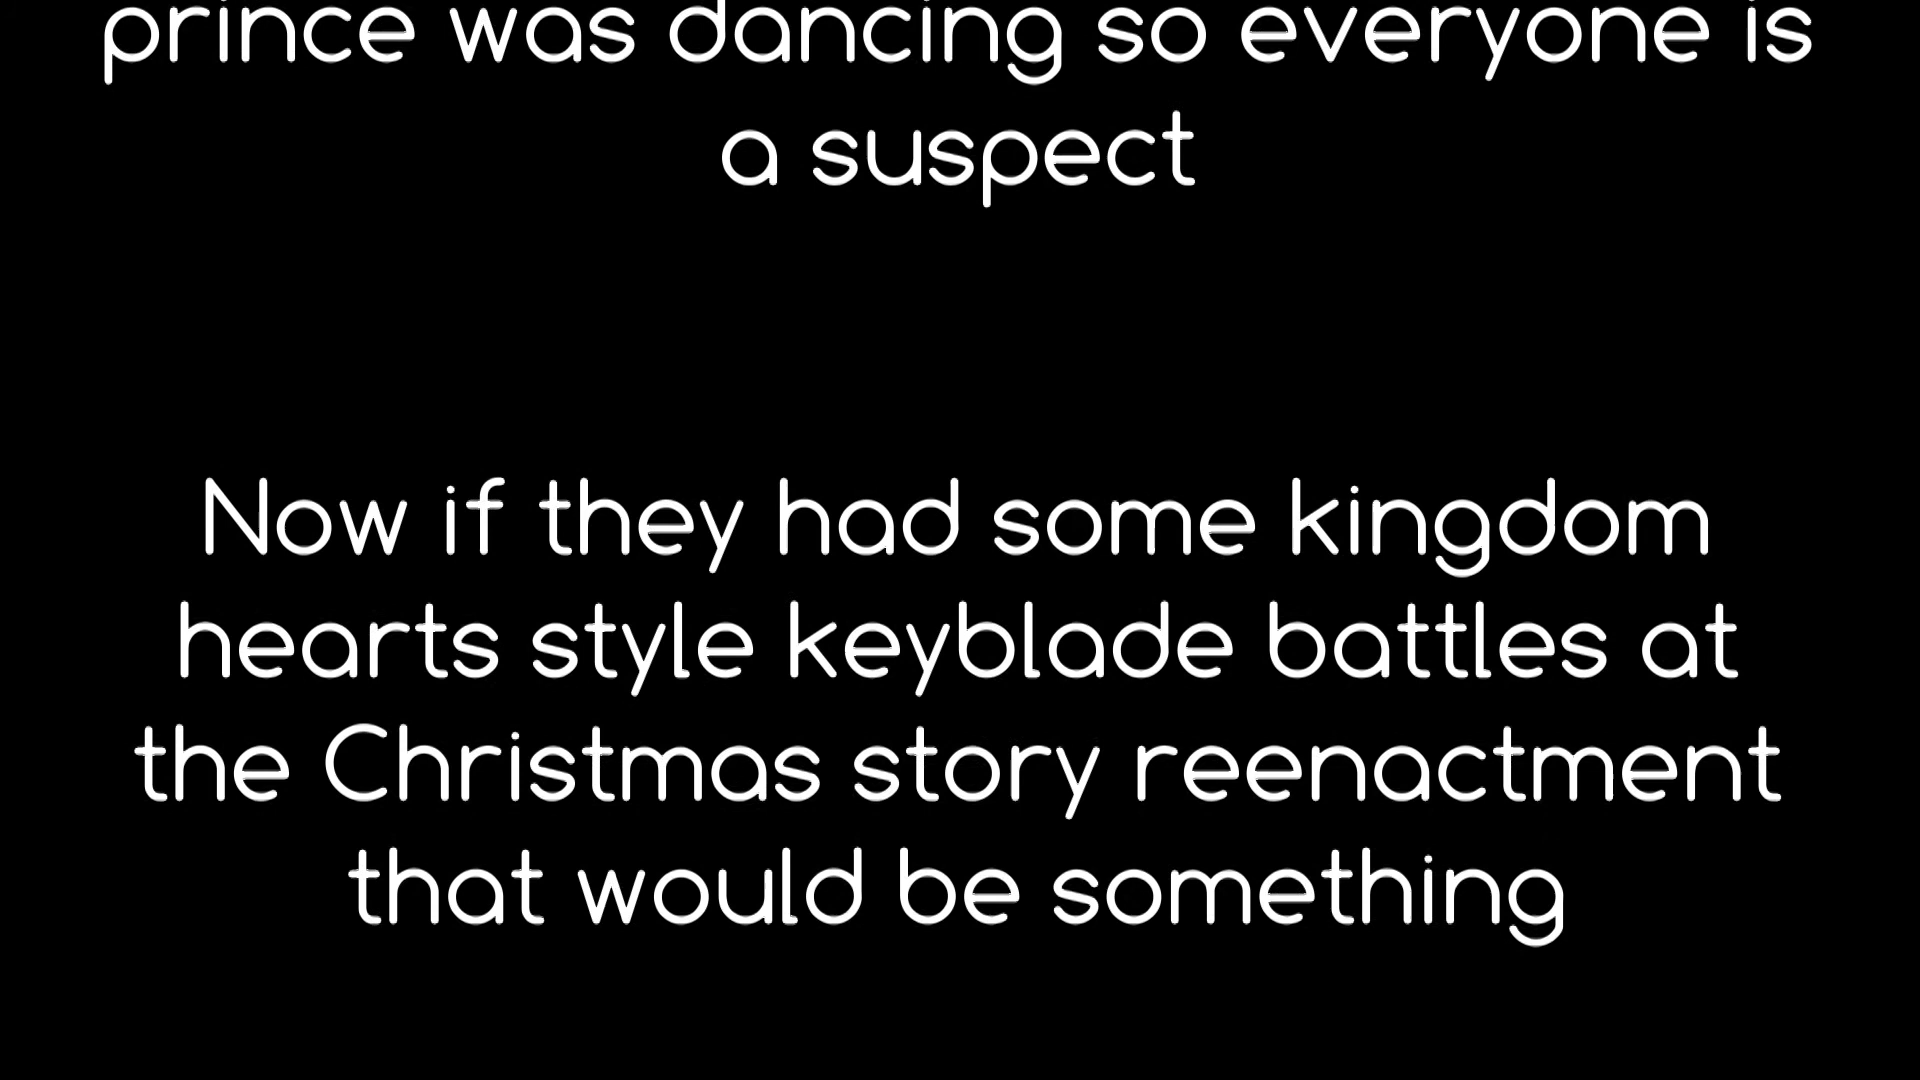 prince was dancing so everyone is
a suspect
Now if they had some kingdom
hearts style keyblade battles at
the Christmas story reenactment
that would be something